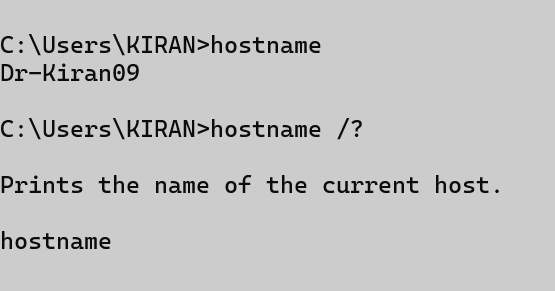 C:\Users\KIRAN>hostname
Dr-Kiran09
C:\Users\KIRAN>hostname /?
Prints the name of the current host.
hostname